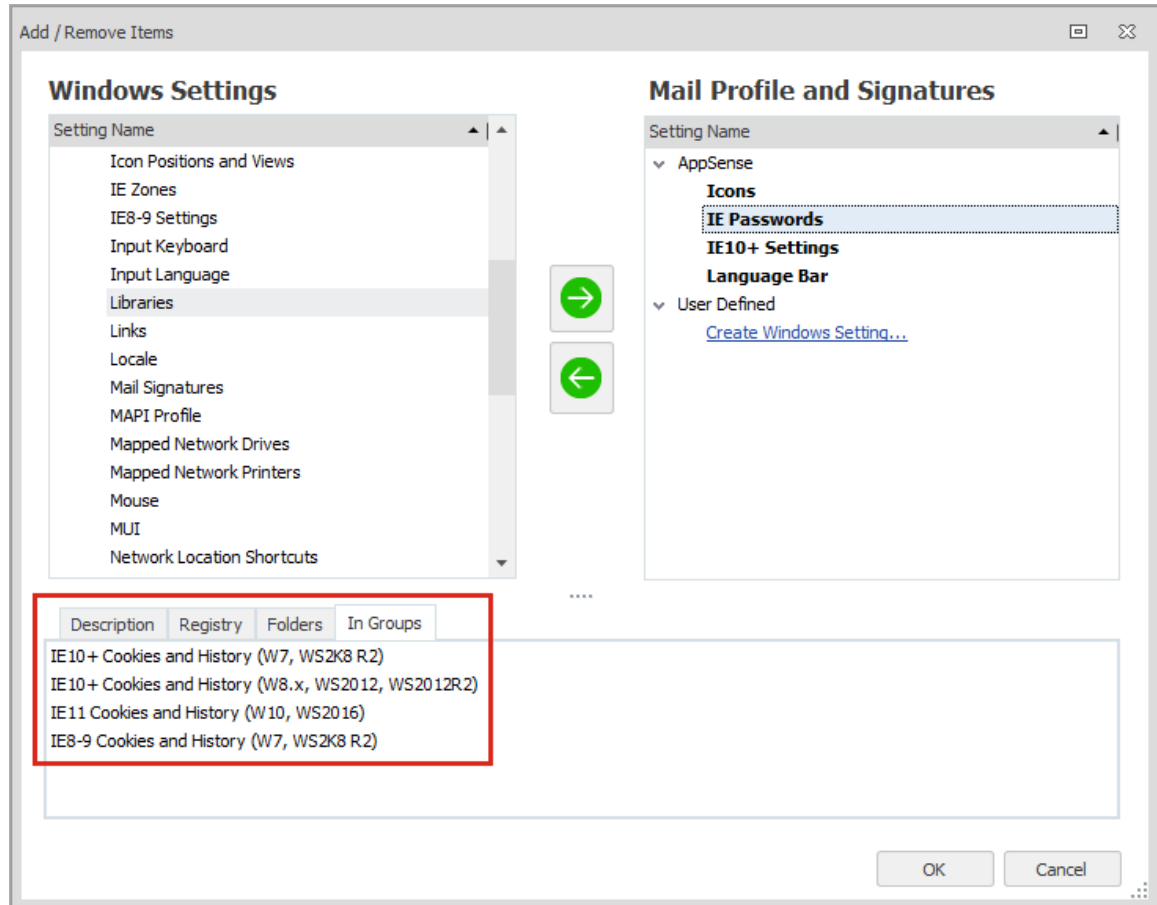 Add / Remove Items
Windows Settings
Setting Name
Icon Positions and Views
IE Zones
IE8-9 Settings
Input Keyboard
Input Language
Libraries
Links
Locale
Mail Signatures
MAPI Profile
Mapped Network Drives
Mapped Network Printers
Mouse
MUI
Network Location Shortcuts
Mail Profile and Signatures
Setting Name
AppSense
Icons
IE Passwords
IE10+ Settings
Language Bar
User Defined
Create Windows Setting...
Description Registry Folders In Groups
IE10+ Cookies and History (W7, WS2K8 R2)
IE10+ Cookies and History (W8.x, WS2012, WS2012R2)
IE11 Cookies and History (W10, WS2016)
IE8-9 Cookies and History (W7, WS2K8 R2)
OK Cancel